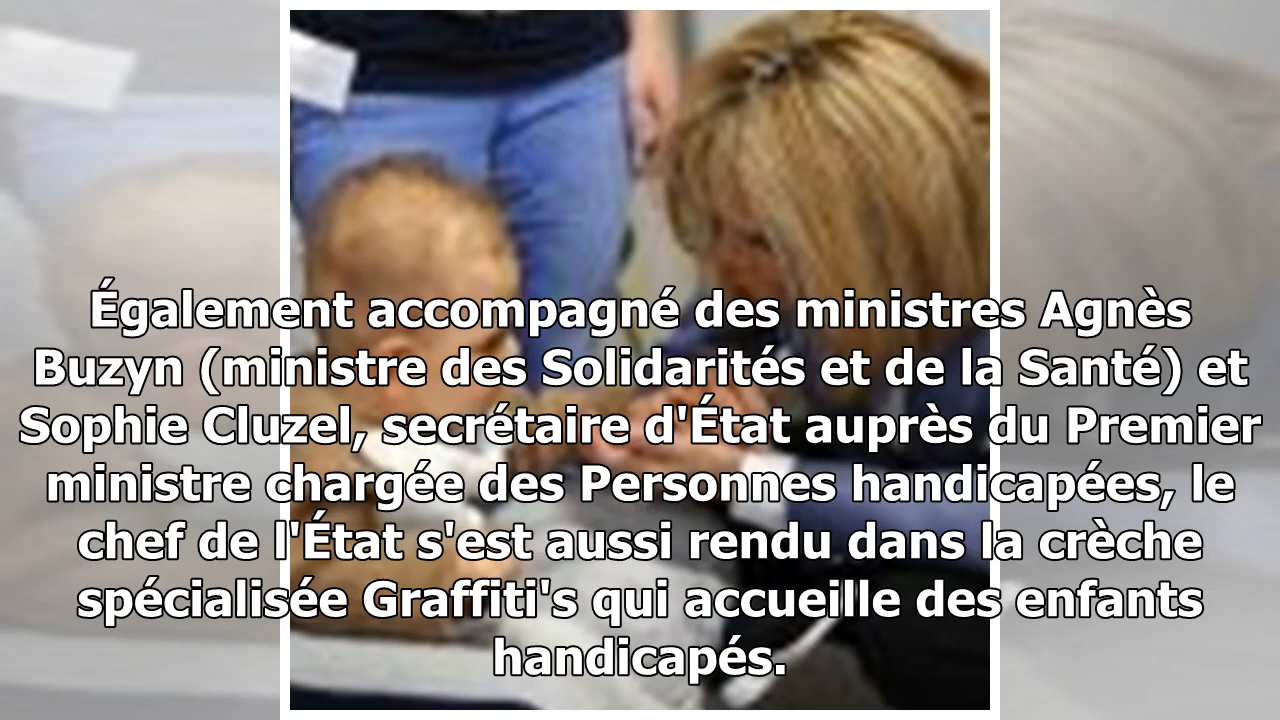 Également accompagné des ministres Agnès
Buzyn (ministre des Solidarités et de la Santé) et
Sophie Cluzel, secrétaire d'État auprès du Premier
ministre chargée des Personnes handicapées, le
chef de l'État s'est aussi rendu dans la crèche
spécialisée Graffiti's qui accueille des enfants
handicapés.